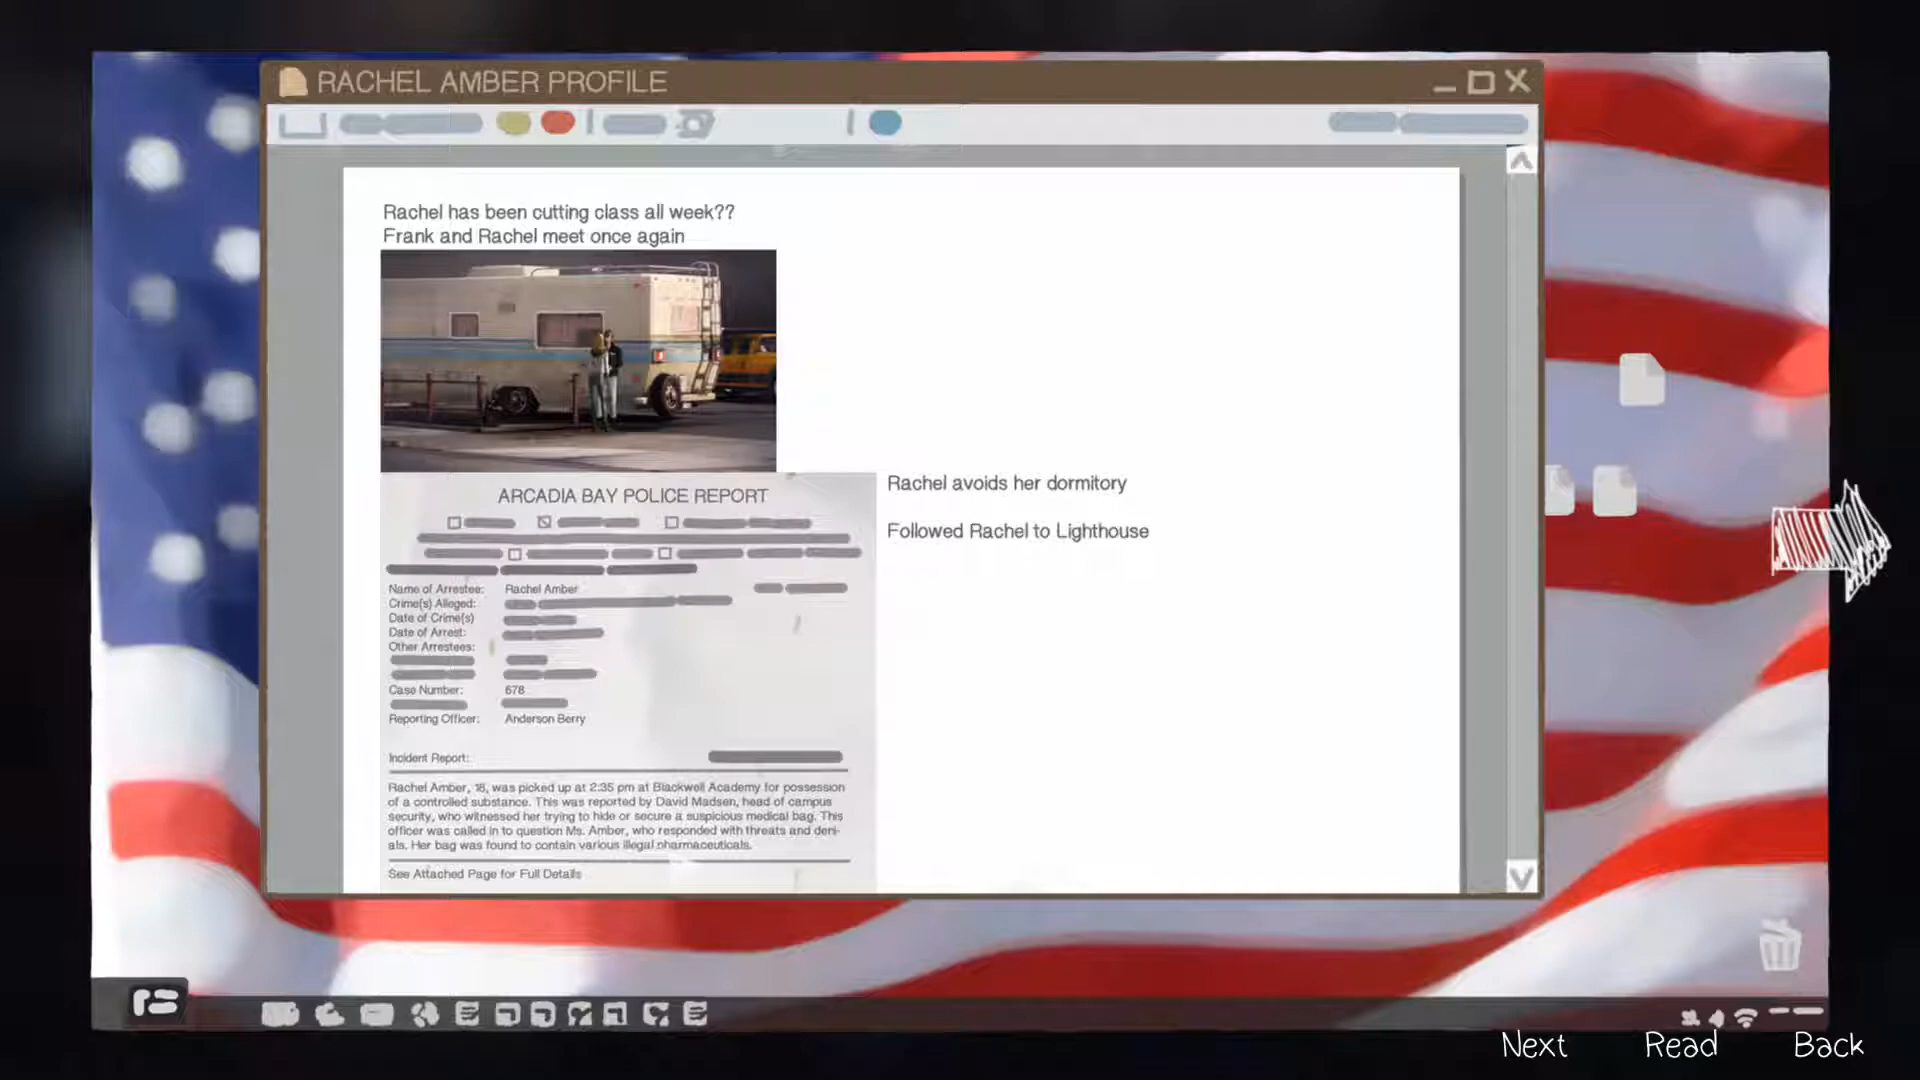 RACHEL AMBER PROFILE
Rachel has been cutting class all week??
Frank and Rachel meet once again
ARCADIA BAY POLICE REPORT
Name of Arrestee: Rachel Amber
Crime(s) Alleged:
Date of Crime(s)
Date of Arrest:
Other Arrestees:
Case Number: 678
Reporting Officer: Anderson Berry
Incident Report:
Rachel Amber, 18, was picked up at 2:35 pm at Blackwell Academy for possession
of a controlled substance. This was reported by David Madsen, head of campus
security, who witnessed her trying to hide or secure a suspicious medical bag. This
officer was called in to question Ms. Amber, who responded with threats and deni-
als. Her bag was found to contain various illegal pharmaceuticals.
See Attached Page for Full Details
Rachel avoids her dormitory
Followed Rachel to Lighthouse
Next Read Back